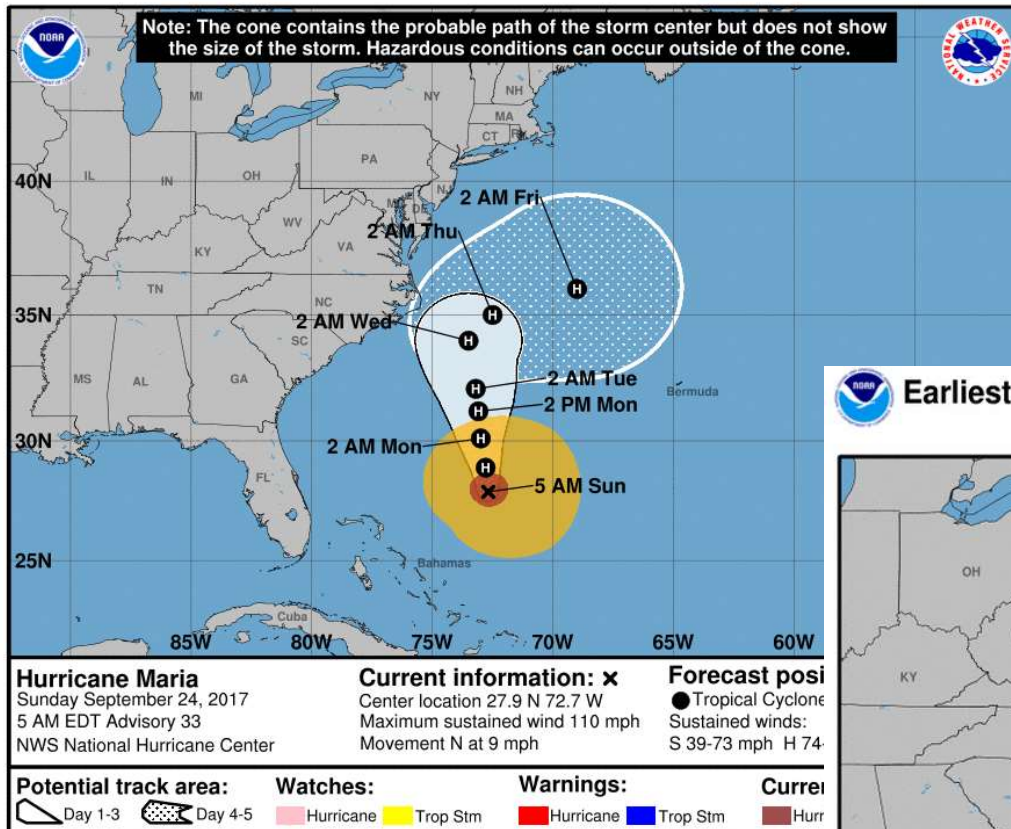 Note: The cone contains the probable path of the storm center but does not show
the size of the storm. Hazardous conditions can occur outside of the cone.
NOAA
NATIONAL WEATHER SERVICE
MI
NY
NH
MA
CT
RI
PA
NJ
40N
IL
IN
OH
MD
DE
WV
2 AM Fri
KY
VA
2 AM Thu
TN
NC
35N
2 AM Wed
SC
MS
AL
GA
2 AM Tue
Bermuda
2 PM Mon
30N
2 AM Mon
FL
5 AM Sun
25N
Bahamas
Cuba
85W
80W
75W
70W
65W
60W
Hurricane Maria
Sunday September 24, 2017
5 AM EDT Advisory 33
NWS National Hurricane Center
Current information: ×
Center location 27.9 N 72.7 W
Maximum sustained wind 110 mph
Movement N at 9 mph
Forecast posi
Tropical Cyclone
Sustained winds:
S 39-73 mph H 74-
Potential track area:
Day 1-3
Day 4-5
Watches:
Hurricane
Trop Stm
Warnings:
Hurricane
Trop Stm
Curre
Hurr
NOAA
Earliest
OH
KY
H
H
H
H
H
H
H